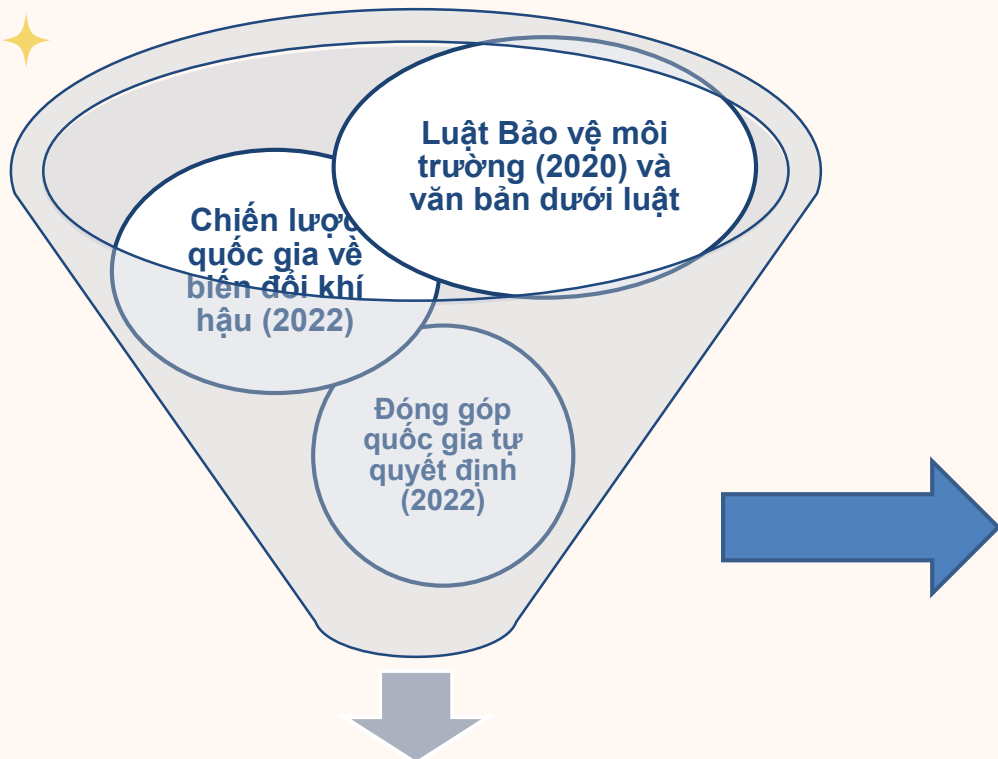 Luật Bảo vệ môi
trường (2020) và
văn bản dưới luật
Chiến lược
quốc gia về
biến đổi khí
hậu (2022)
Đóng góp
quốc gia tự
quyết định
(2022)